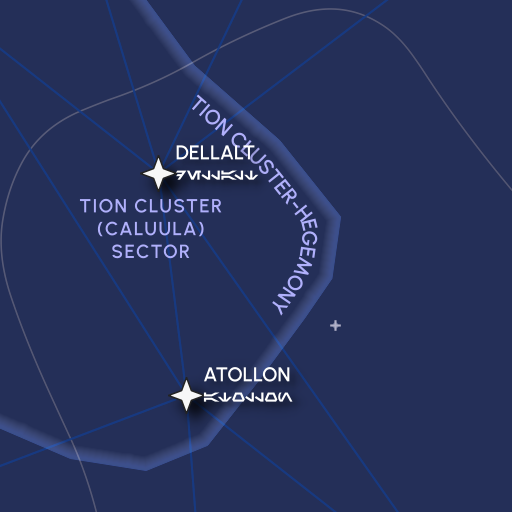 TION CLUSTER-HEGEMONY
DELLALT
TION CLUSTER
(CALUULA)
SECTOR
ATOLLON